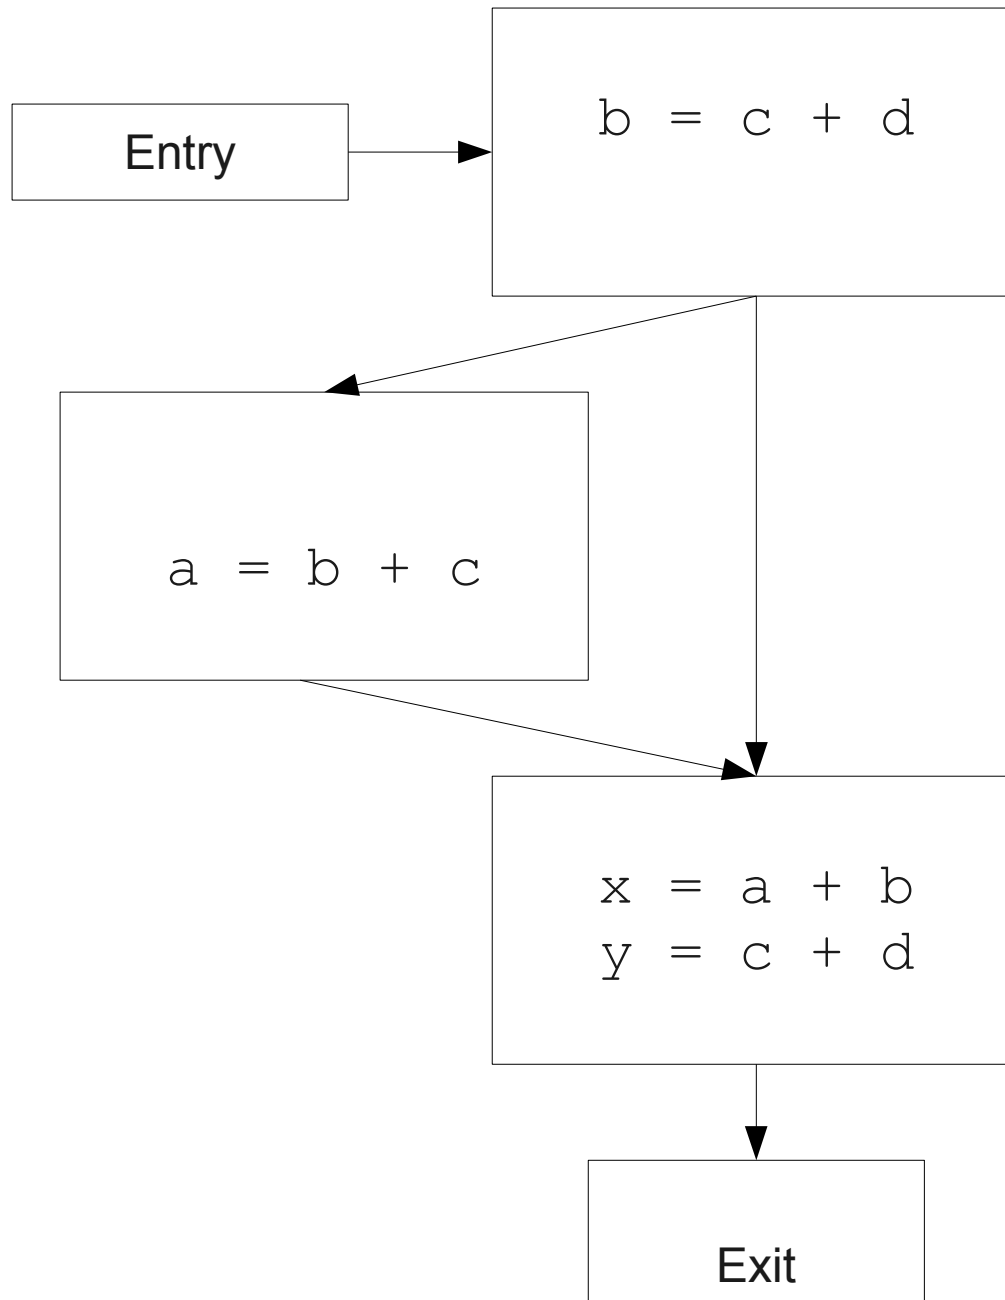 Entry
b = c + d
a = b + c
x = a + b
y = c + d
Exit